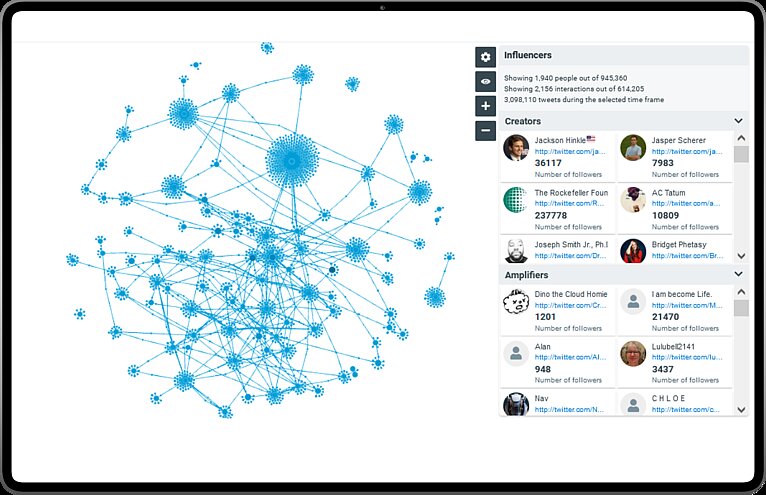 Influencers
Showing 1,940 people out of 945,360
Showing 2,156 interactions out of 614,205
3,098,110 tweets during the selected time frame
Creators
Jackson Hinkle
http://twitter.com/ja...
36117
Number of followers
Jasper Scherer
http://twitter.com/ja...
7983
Number of followers
The Rockefeller Foun
http://twitter.com/R...
237778
Number of followers
AC Tatum
http://twitter.com/a...
10809
Number of followers
Joseph Smith Jr., Ph.I
http://twitter.com/Dr...
Bridget Phetasy
http://twitter.com/Br...
Amplifiers
Dino the Cloud Homie
http://twitter.com/Cr...
1201
Number of followers
I am become Life.
http://twitter.com/M...
21470
Number of followers
Alan
http://twitter.com/Al...
948
Number of followers
Lulubell2141
http://twitter.com/lu...
3437
Number of followers
Nav
http://twitter.com/N...
C H L O E
http://twitter.com/c...